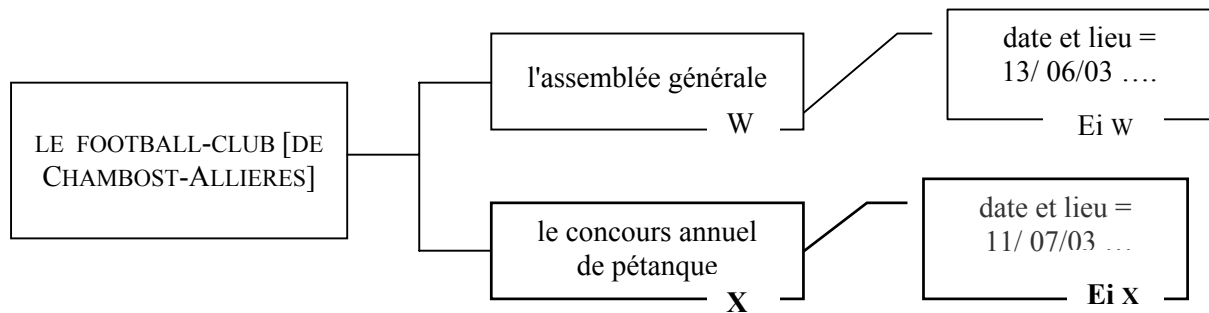 LE FOOTBALL-CLUB [DE
CHAMBOST-ALLIERES]
l'assemblée générale
W
date et lieu =
13/ 06/03 ….
Ei W
le concours annuel
de pétanque
X
date et lieu =
11/ 07/03 …
Ei X